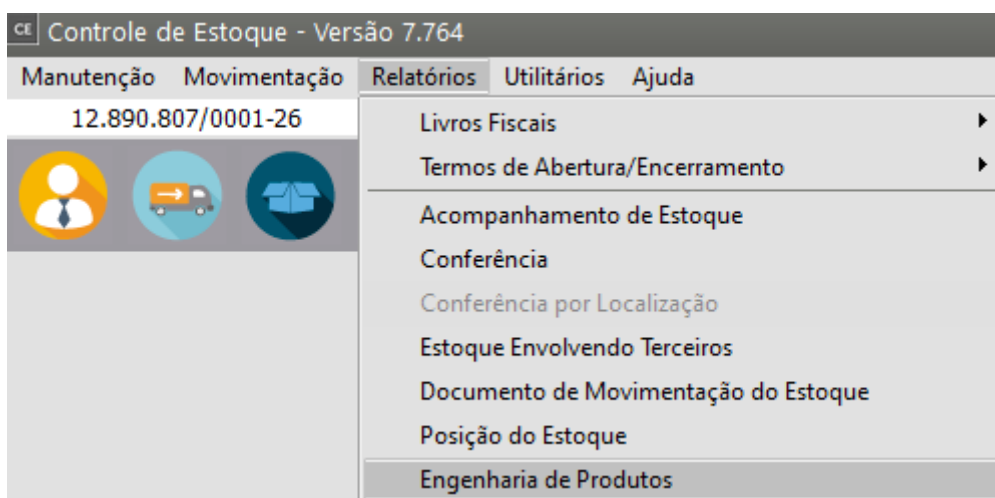 CE Controle de Estoque - Versão 7.764
Manutenção Movimentação Relatórios Utilitários Ajuda
12.890.807/0001-26
Livros Fiscais
Termos de Abertura/Encerramento
Acompanhamento de Estoque
Conferência
Conferência por Localização
Estoque Envolvendo Terceiros
Documento de Movimentação do Estoque
Posição do Estoque
Engenharia de Produtos